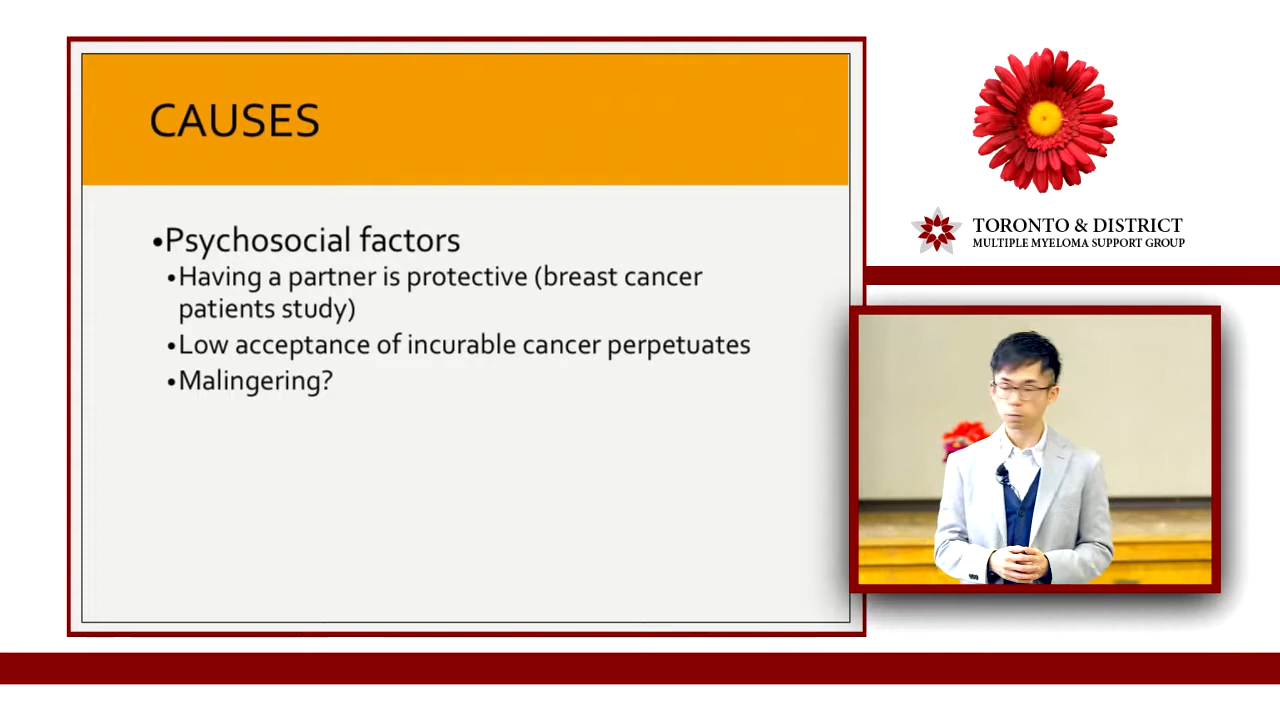 CAUSES
•Psychosocial factors
•Having a partner is protective (breast cancer
patients study)
•Low acceptance of incurable cancer perpetuates
•Malingering?
TORONTO & DISTRICT
MULTIPLE MYELOMA SUPPORT GROUP